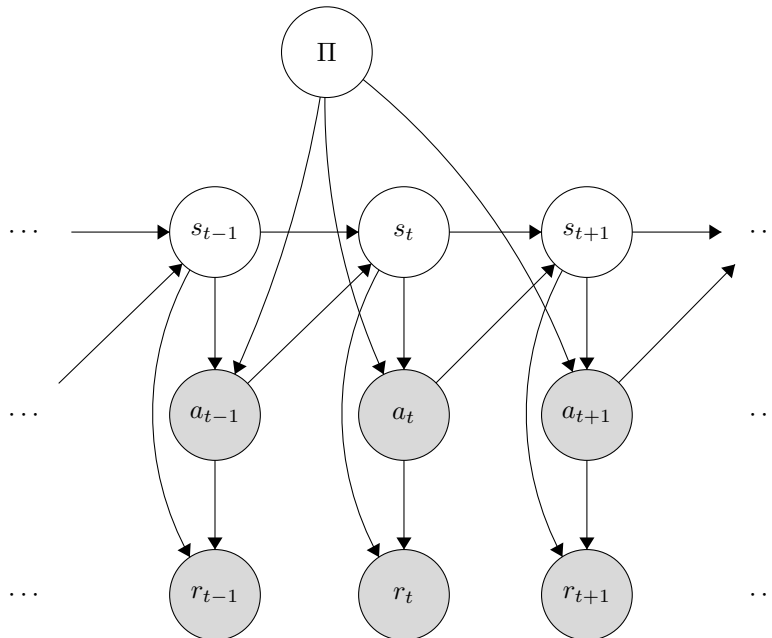 Π
⋯ s_{t−1} s_t s_{t+1} ⋯
⋯ a_{t−1} a_t a_{t+1} ⋯
⋯ r_{t−1} r_t r_{t+1} ⋯